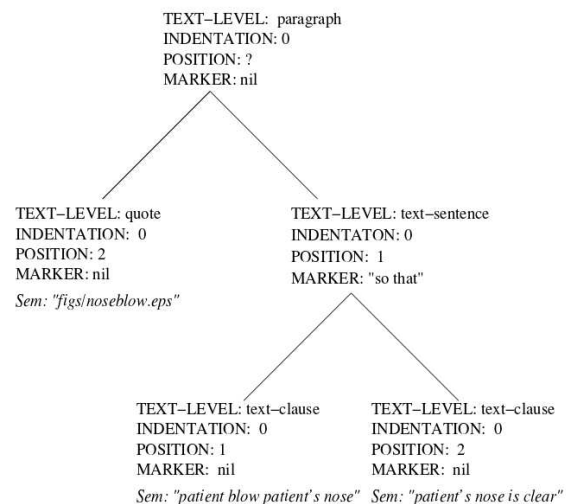 TEXT−LEVEL: paragraph
INDENTATION: 0
POSITION: ?
MARKER: nil
TEXT−LEVEL: quote
INDENTATION: 0
POSITION: 2
MARKER: nil
Sem: "figs/noseblow.eps"
TEXT−LEVEL: text−sentence
INDENTATON: 0
POSITION: 1
MARKER: "so that"
TEXT−LEVEL: text−clause
INDENTATION: 0
POSITION: 1
MARKER: nil
Sem: "patient blow patient's nose"
TEXT−LEVEL: text−clause
INDENTATION: 0
POSITION: 2
MARKER: nil
Sem: "patient's nose is clear"